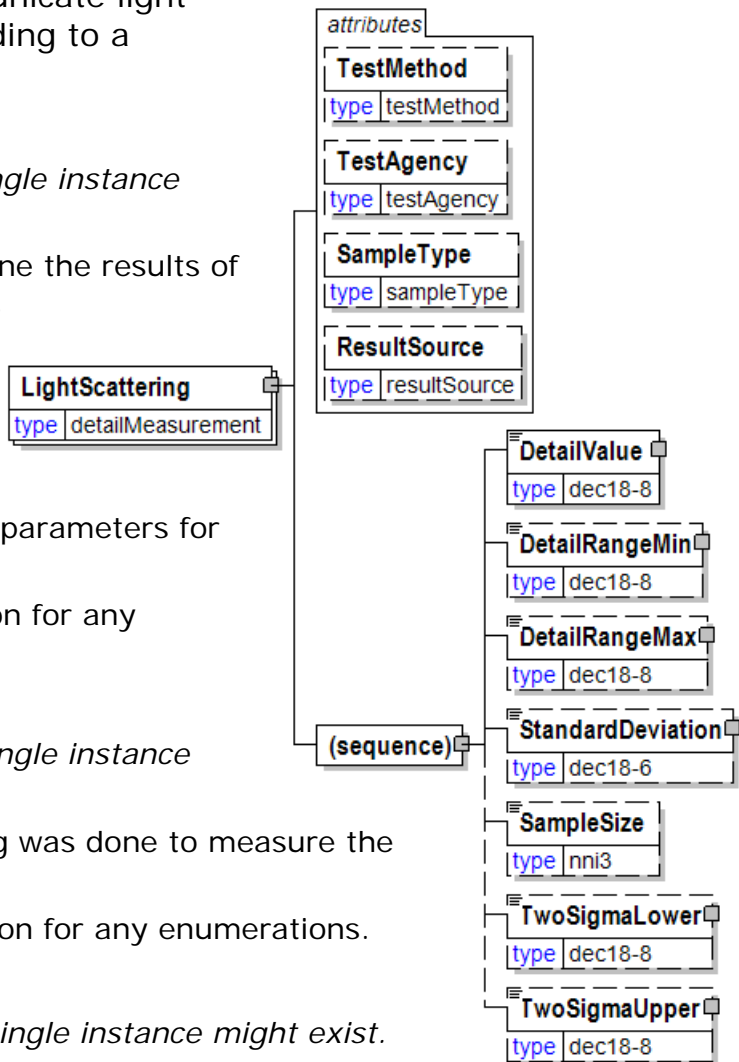 unicate light
ding to a
ngle instance
ne the results of
parameters for
on for any
ngle instance
g was done to measure the
on for any enumerations.
ingle instance might exist.
attributes
TestMethod
type testMethod
TestAgency
type testAgency
SampleType
type sampleType
ResultSource
type resultSource
LightScattering
type detailMeasurement
(sequence)
DetailValue
type dec18-8
DetailRangeMin
type dec18-8
DetailRangeMax
type dec18-8
StandardDeviation
type dec18-6
SampleSize
type nni3
TwoSigmaLower
type dec18-8
TwoSigmaUpper
type dec18-8